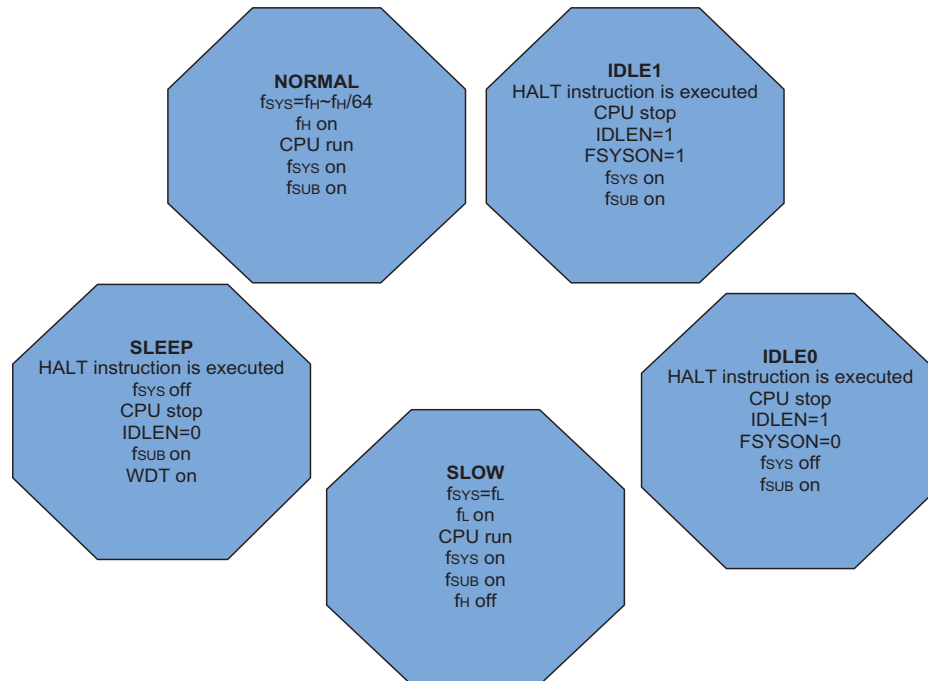 NORMAL
fSYS=fH~fH/64
fH on
CPU run
fSYS on
fSUB on
IDLE1
HALT instruction is executed
CPU stop
IDLEN=1
FSYSON=1
fSYS on
fSUB on
SLEEP
HALT instruction is executed
fSYS off
CPU stop
IDLEN=0
fSUB on
WDT on
IDLE0
HALT instruction is executed
CPU stop
IDLEN=1
FSYSON=0
fSYS off
fSUB on
SLOW
fSYS=fL
fL on
CPU run
fSYS on
fSUB on
fH off